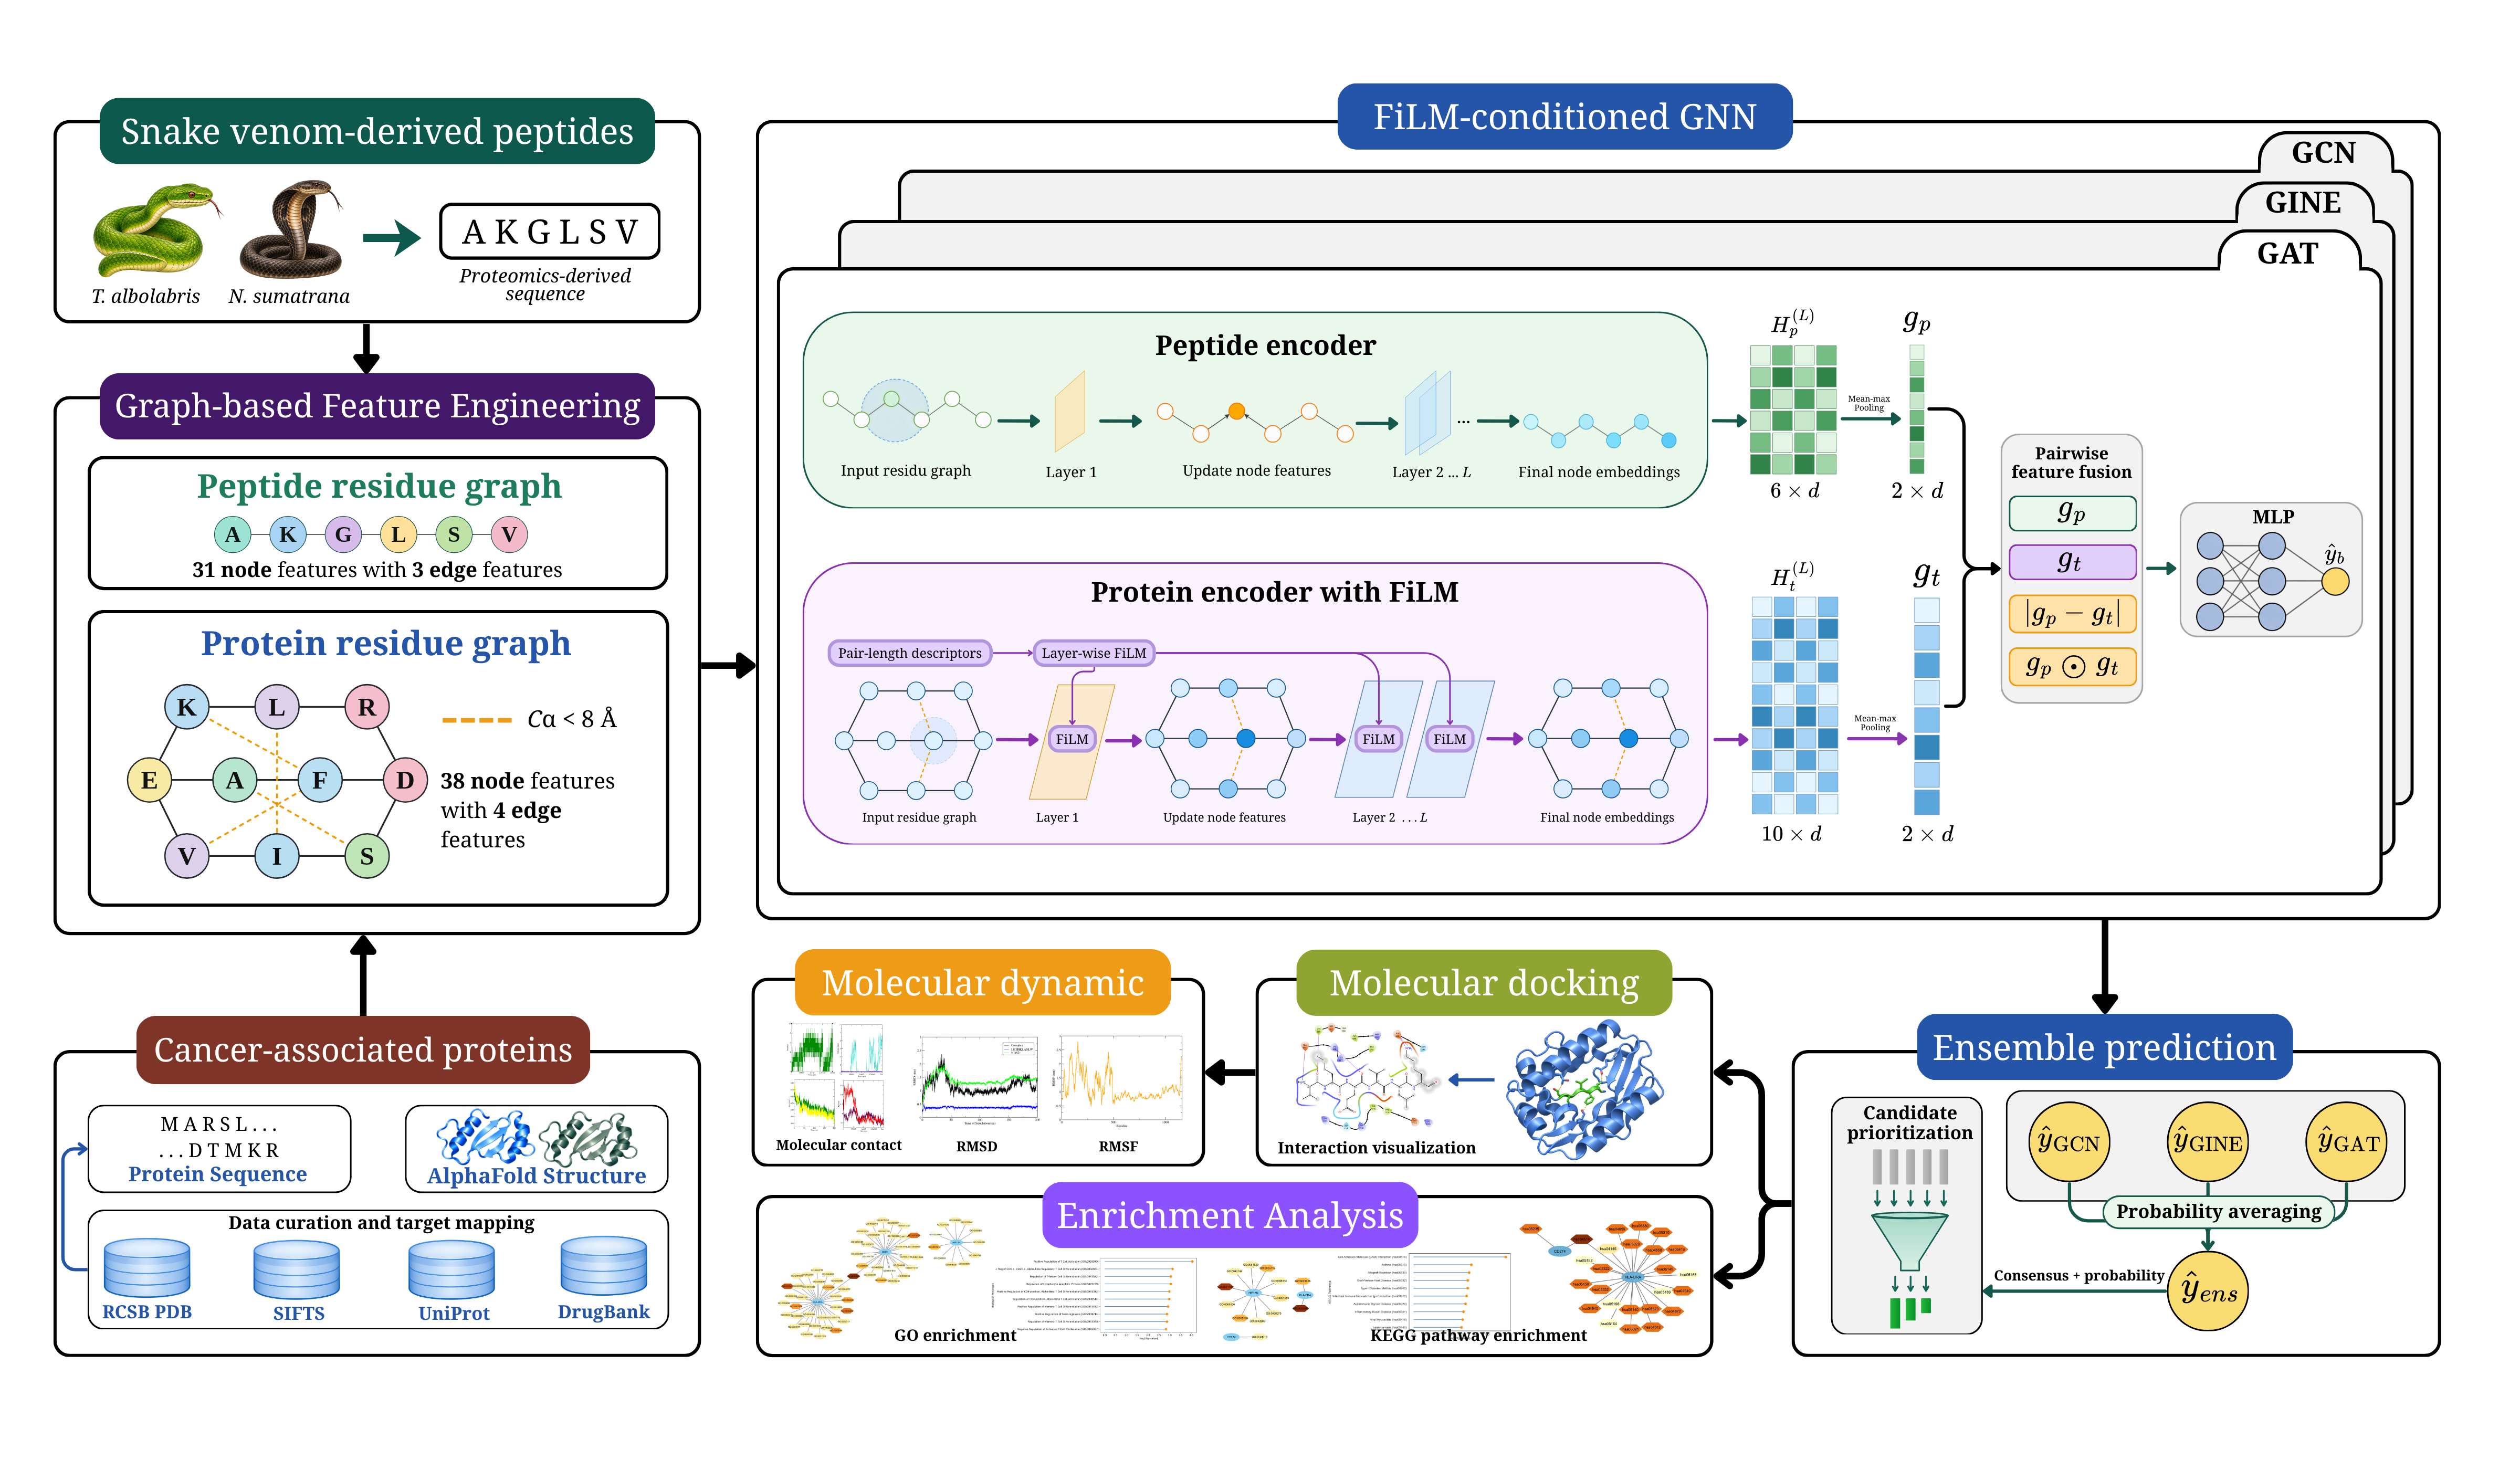 Snake venom-derived peptides
T. albolabris
N. sumatrana
A K G L S V
Proteomics-derived
sequence
Graph-based Feature Engineering
Peptide residue graph
A K G L S V
31 node features with 3 edge features
Protein residue graph
K L R
E A F D
V I S
Cα < 8 Å
38 node features
with 4 edge
features
Cancer-associated proteins
M A R S L . . .
. . . D T M K R
Protein Sequence
AlphaFold Structure
Data curation and target mapping
RCSB PDB
SIFTS
UniProt
DrugBank
FiLM-conditioned GNN
GCN
GINE
GAT
Peptide encoder
Input residu graph
Layer 1
Update node features
...
Layer 2 ... L
Final node embeddings
H_p^(L)
6 × d
Mean-max
Pooling
g_p
2 × d
Protein encoder with FiLM
Pair-length descriptors
Layer-wise FiLM
FiLM
FiLM
FiLM
Input residue graph
Layer 1
Update node features
Layer 2 . . . L
Final node embeddings
H_t^(L)
10 × d
Mean-max
Pooling
g_t
2 × d
Pairwise
feature fusion
g_p
g_t
|g_p − g_t|
g_p ⊙ g_t
MLP
ŷ_b
Molecular dynamic
Molecular contact
RMSD
RMSF
Molecular docking
Interaction visualization
Enrichment Analysis
GO enrichment
KEGG pathway enrichment
Ensemble prediction
Candidate
prioritization
ŷ_GCN
ŷ_GINE
ŷ_GAT
Probability averaging
Consensus + probability
ŷ_ens